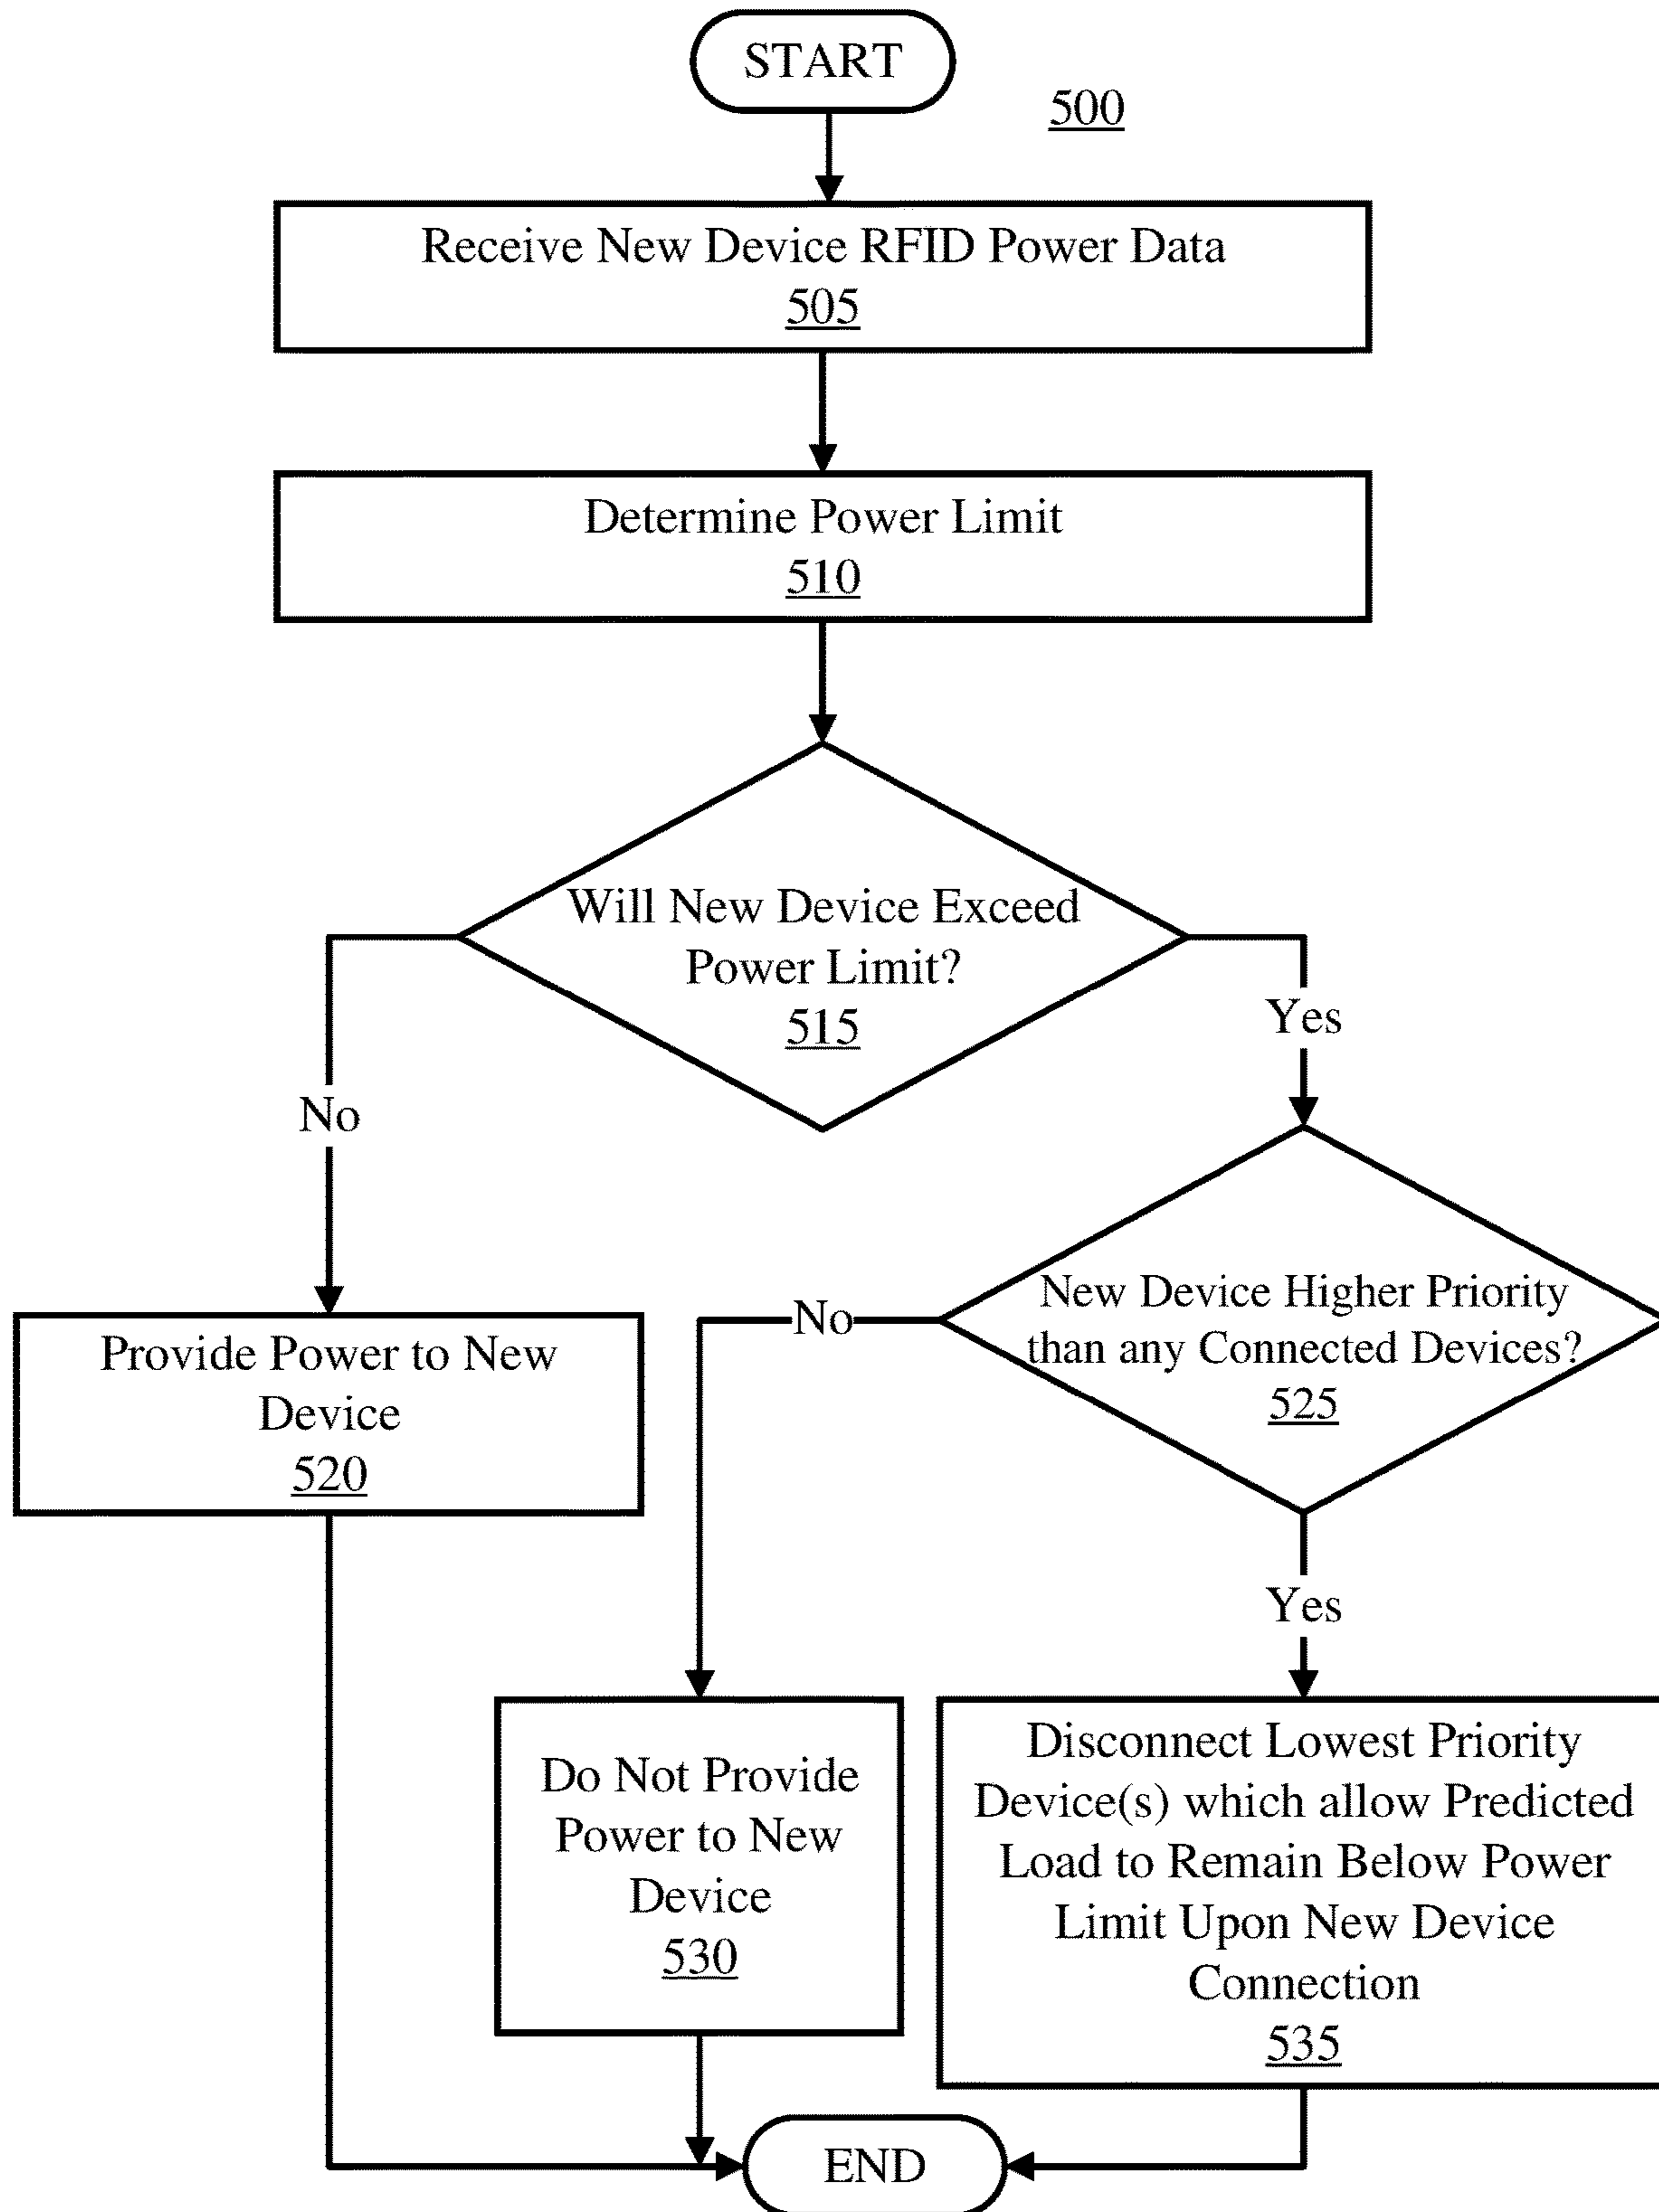 START
500
Receive New Device RFID Power Data
505
Determine Power Limit
510
Will New Device Exceed
Power Limit?
515
No
Yes
New Device Higher Priority
than any Connected Devices?
525
No
Provide Power to New
Device
520
Yes
Do Not Provide
Power to New
Device
530
Disconnect Lowest Priority
Device(s) which allow Predicted
Load to Remain Below Power
Limit Upon New Device
Connection
535
END